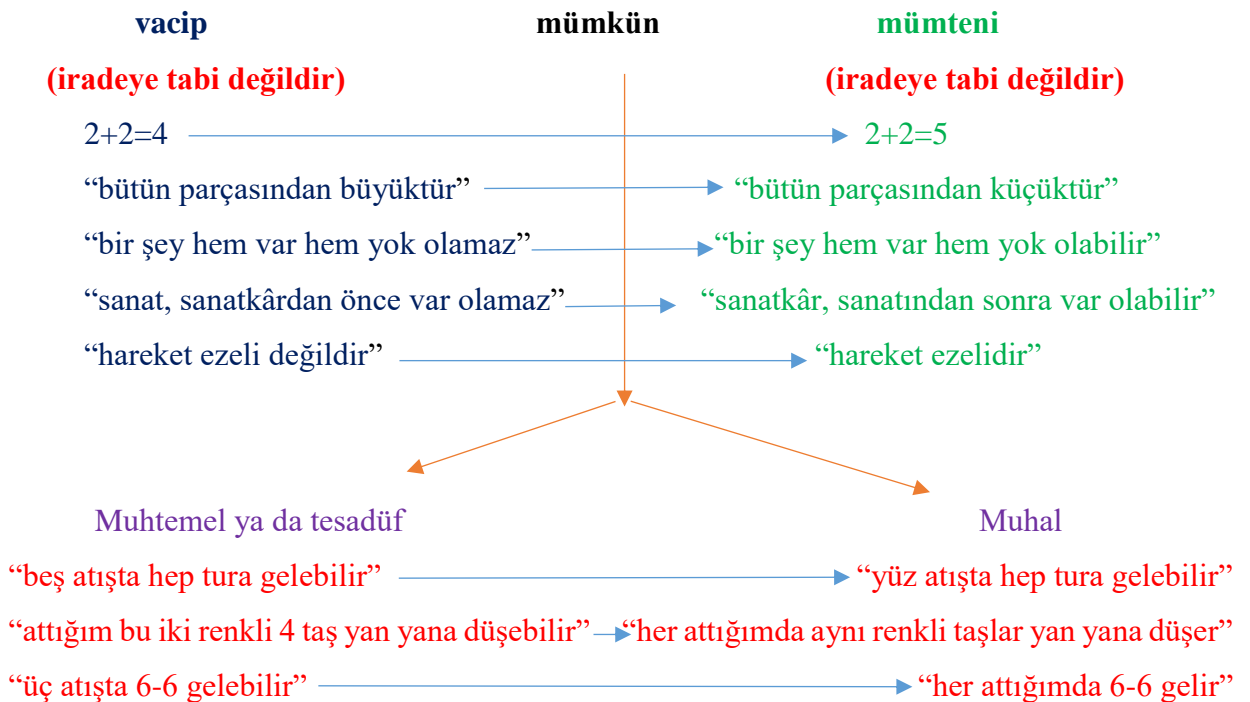 vacip mümkün mümteni
(iradeye tabi değildir) (iradeye tabi değildir)
2+2=4 2+2=5
“bütün parçasından büyüktür” “bütün parçasından küçüktür”
“bir şey hem var hem yok olamaz” “bir şey hem var hem yok olabilir”
“sanat, sanatkârdan önce var olamaz” “sanatkâr, sanatından sonra var olabilir”
“hareket ezeli değildir” “hareket ezelidir”
Muhtemel ya da tesadüf Muhal
“beş atışta hep tura gelebilir” “yüz atışta hep tura gelebilir”
“attığım bu iki renkli 4 taş yan yana düşebilir” “her attığımda aynı renkli taşlar yan yana düşer”
“üç atışta 6-6 gelebilir” “her attığımda 6-6 gelir”